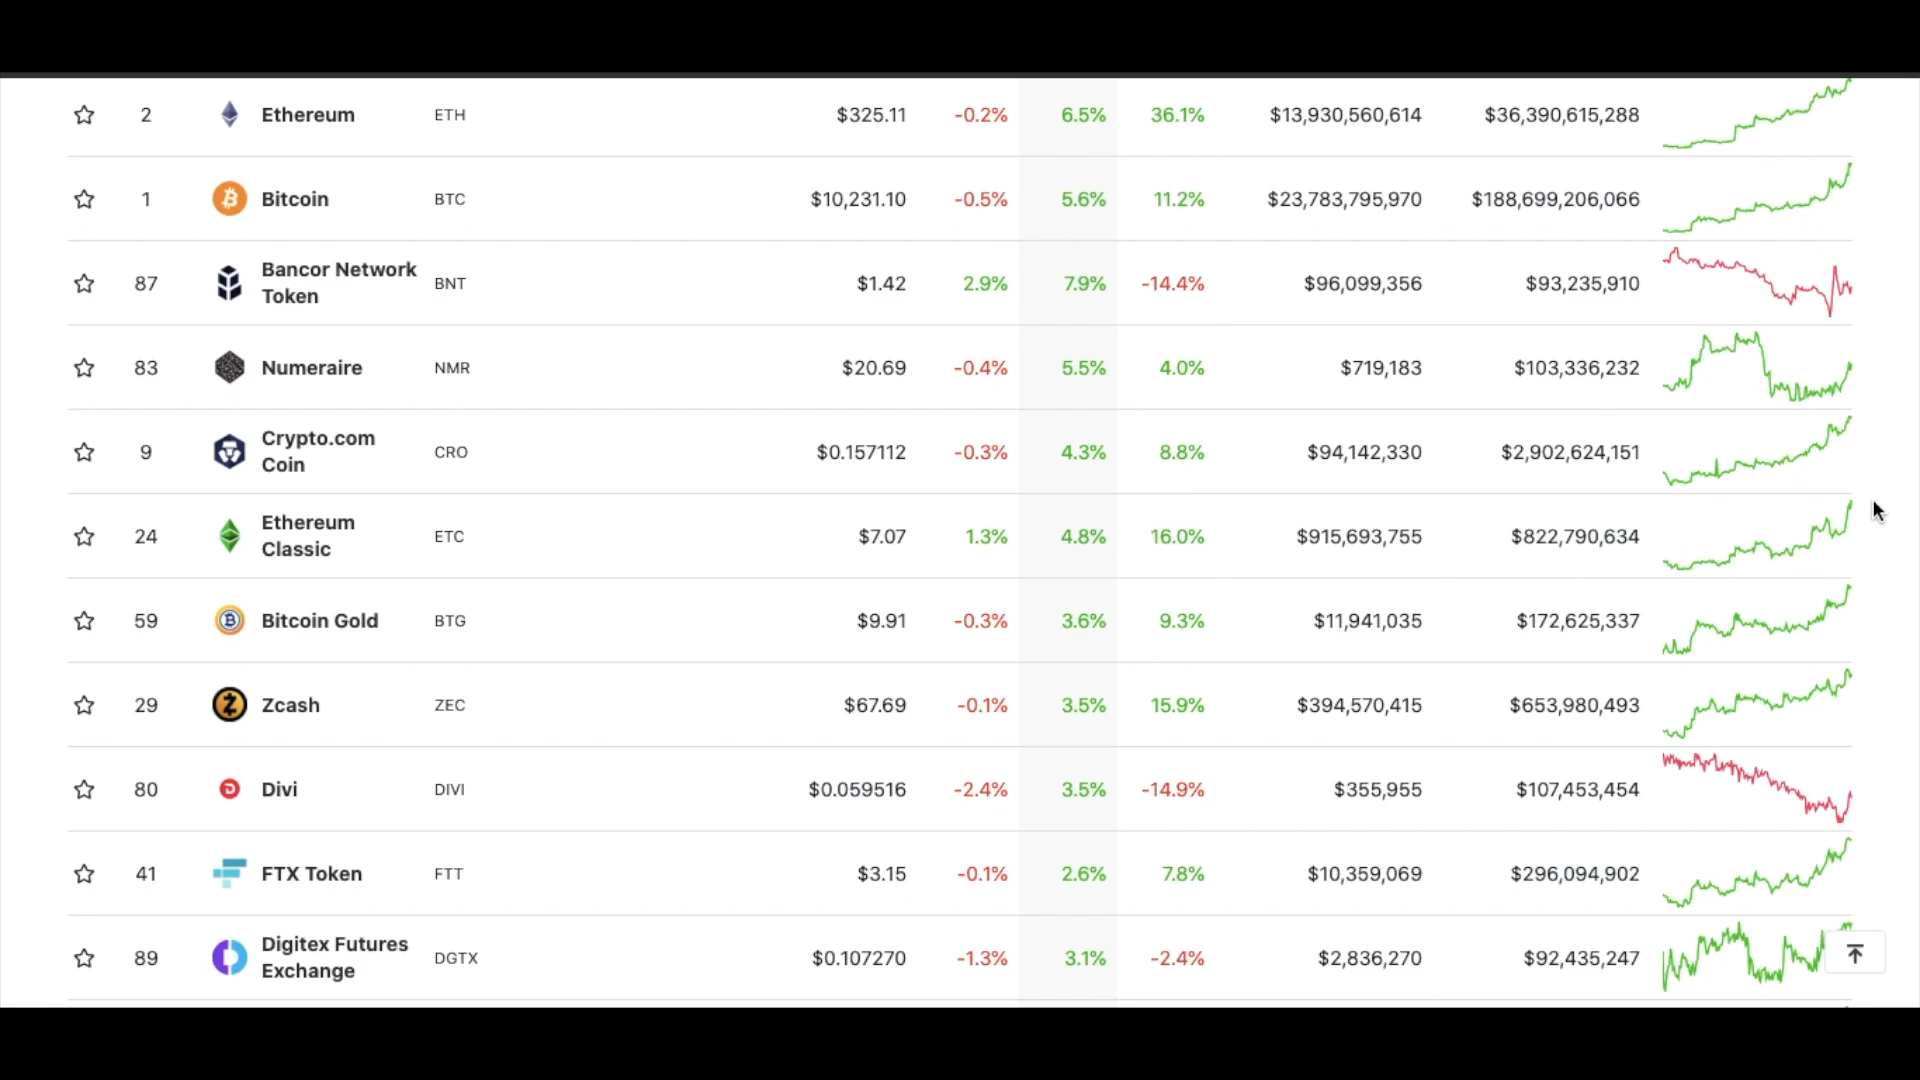 2 Ethereum ETH $325.11 -0.2% 6.5% 36.1% $13,930,560,614 $36,390,615,288
1 Bitcoin BTC $10,231.10 -0.5% 5.6% 11.2% $23,783,795,970 $188,699,206,066
87 Bancor Network Token BNT $1.42 2.9% 7.9% -14.4% $96,099,356 $93,235,910
83 Numeraire NMR $20.69 -0.4% 5.5% 4.0% $719,183 $103,336,232
9 Crypto.com Coin CRO $0.157112 -0.3% 4.3% 8.8% $94,142,330 $2,902,624,151
24 Ethereum Classic ETC $7.07 1.3% 4.8% 16.0% $915,693,755 $822,790,634
59 Bitcoin Gold BTG $9.91 -0.3% 3.6% 9.3% $11,941,035 $172,625,337
29 Zcash ZEC $67.69 -0.1% 3.5% 15.9% $394,570,415 $653,980,493
80 Divi DIVI $0.059516 -2.4% 3.5% -14.9% $355,955 $107,453,454
41 FTX Token FTT $3.15 -0.1% 2.6% 7.8% $10,359,069 $296,094,902
89 Digitex Futures Exchange DGTX $0.107270 -1.3% 3.1% -2.4% $2,836,270 $92,435,247